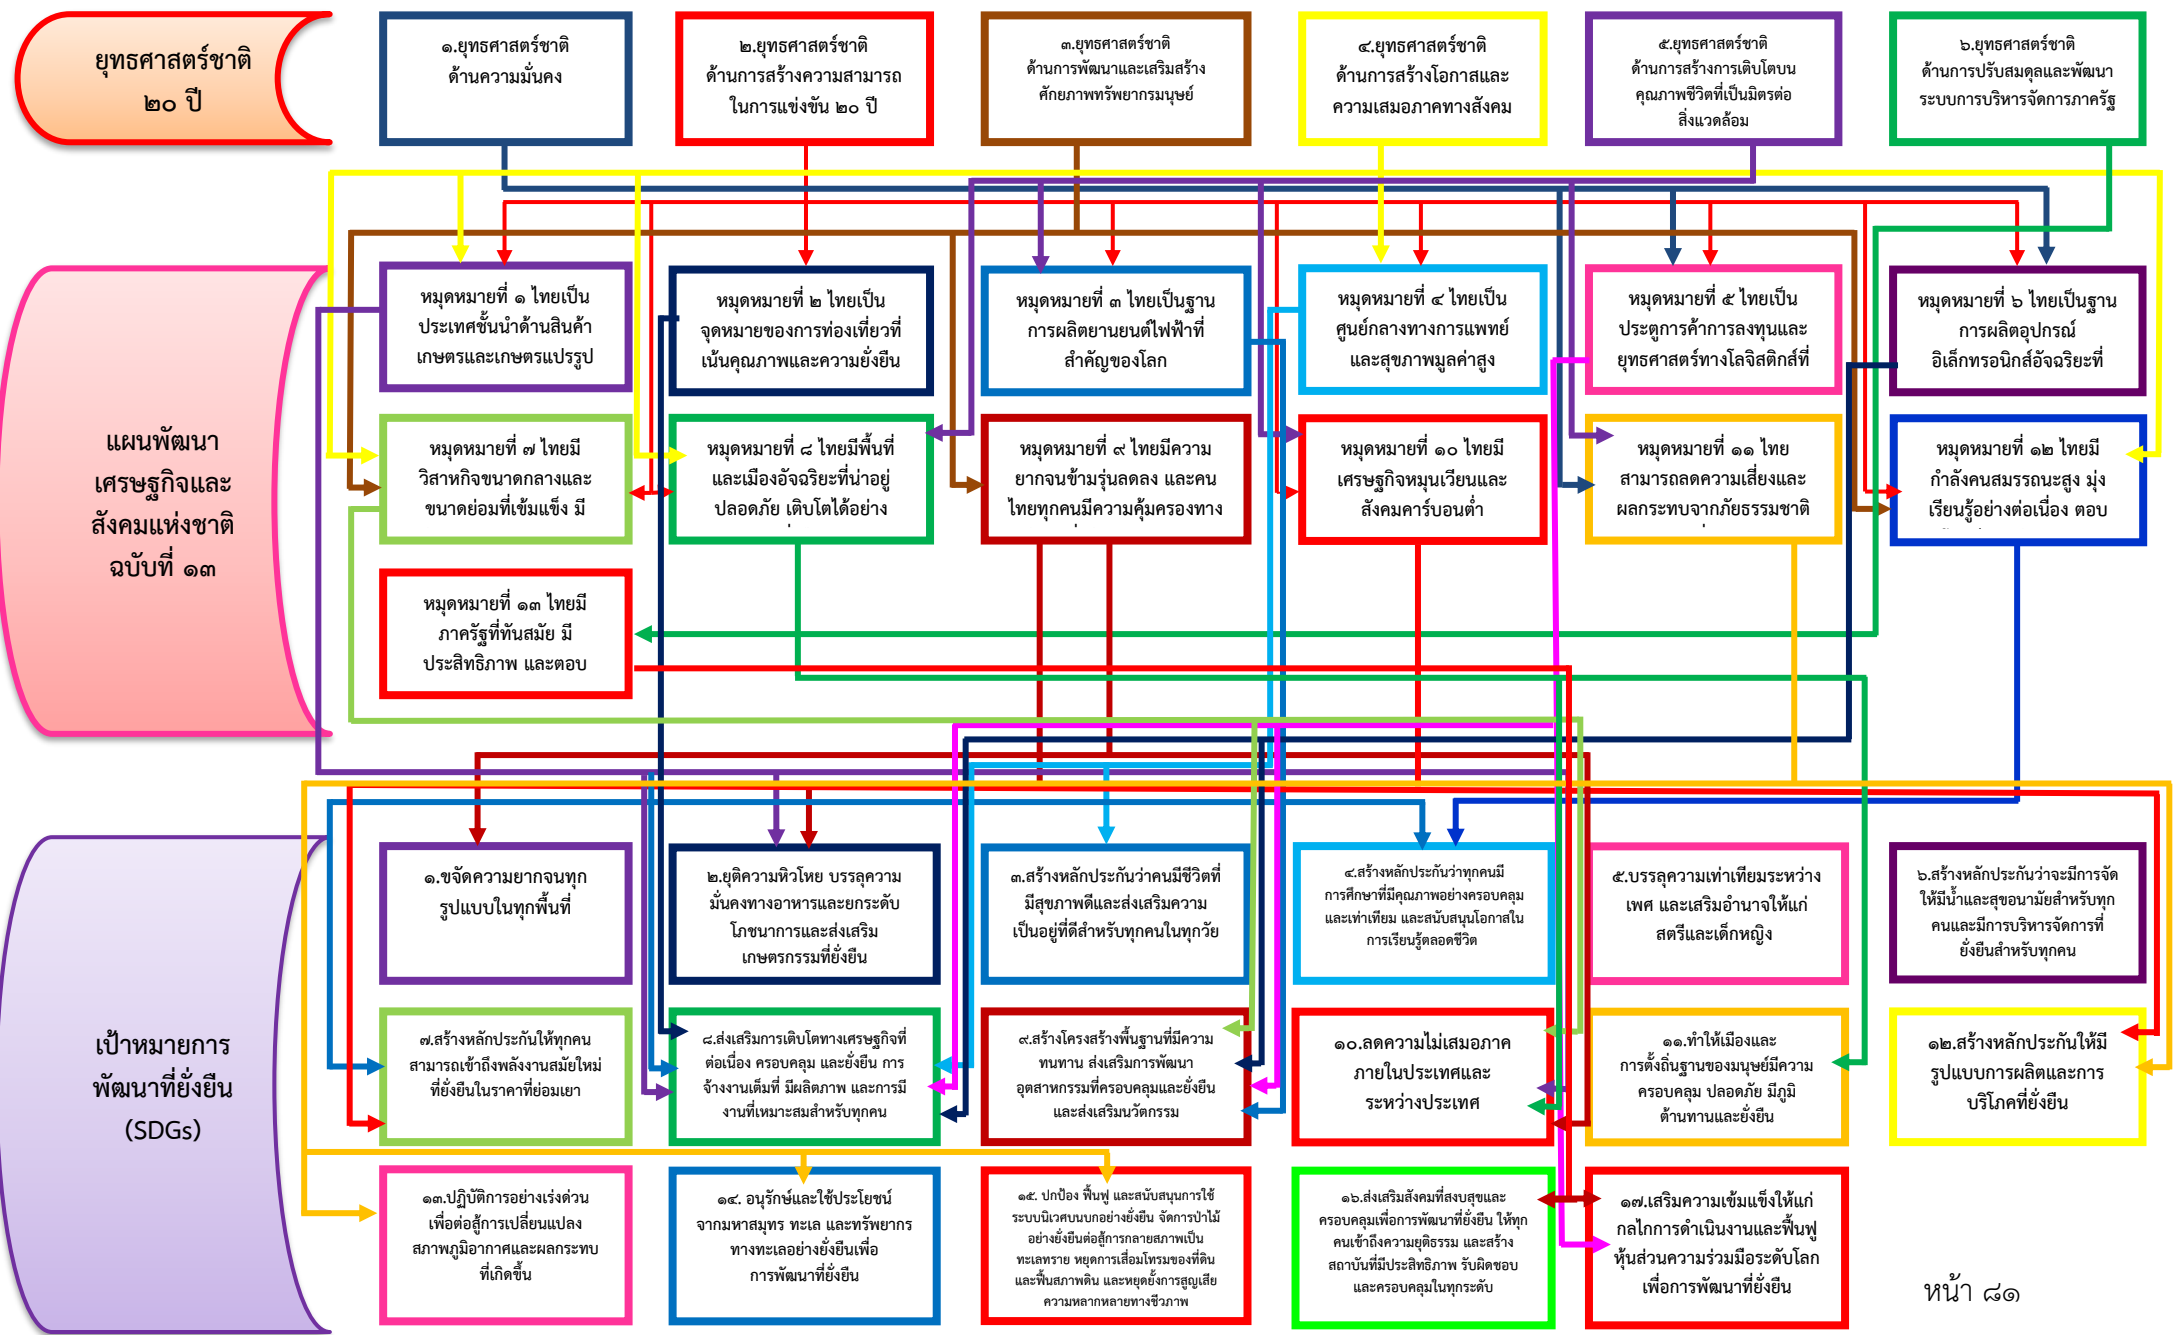 ยุทธศาสตร์ชาติ
๒๐ ปี
๑.ยุทธศาสตร์ชาติ
ด้านความมั่นคง
๒.ยุทธศาสตร์ชาติ
ด้านการสร้างความสามารถ
ในการแข่งขัน ๒๐ ปี
๓.ยุทธศาสตร์ชาติ
ด้านการพัฒนาและเสริมสร้าง
ศักยภาพทรัพยากรมนุษย์
๔.ยุทธศาสตร์ชาติ
ด้านการสร้างโอกาสและ
ความเสมอภาคทางสังคม
๕.ยุทธศาสตร์ชาติ
ด้านการสร้างการเติบโตบน
คุณภาพชีวิตที่เป็นมิตรต่อ
สิ่งแวดล้อม
๖.ยุทธศาสตร์ชาติ
ด้านการปรับสมดุลและพัฒนา
ระบบการบริหารจัดการภาครัฐ
แผนพัฒนา
เศรษฐกิจและ
สังคมแห่งชาติ
ฉบับที่ ๑๓
หมุดหมายที่ ๑ ไทยเป็น
ประเทศชั้นนำด้านสินค้า
เกษตรและเกษตรแปรรูป
หมุดหมายที่ ๒ ไทยเป็น
จุดหมายของการท่องเที่ยวที่
เน้นคุณภาพและความยั่งยืน
หมุดหมายที่ ๓ ไทยเป็นฐาน
การผลิตยานยนต์ไฟฟ้าที่
สำคัญของโลก
หมุดหมายที่ ๔ ไทยเป็น
ศูนย์กลางทางการแพทย์
และสุขภาพมูลค่าสูง
หมุดหมายที่ ๕ ไทยเป็น
ประตูการค้าการลงทุนและ
ยุทธศาสตร์ทางโลจิสติกส์ที่
หมุดหมายที่ ๖ ไทยเป็นฐาน
การผลิตอุปกรณ์
อิเล็กทรอนิกส์อัจฉริยะที่
หมุดหมายที่ ๗ ไทยมี
วิสาหกิจขนาดกลางและ
ขนาดย่อมที่เข้มแข็ง มี
หมุดหมายที่ ๘ ไทยมีพื้นที่
และเมืองอัจฉริยะที่น่าอยู่
ปลอดภัย เติบโตได้อย่าง
หมุดหมายที่ ๙ ไทยมีความ
ยากจนข้ามรุ่นลดลง และคน
ไทยทุกคนมีความคุ้มครองทาง
หมุดหมายที่ ๑๐ ไทยมี
เศรษฐกิจหมุนเวียนและ
สังคมคาร์บอนต่ำ
หมุดหมายที่ ๑๑ ไทย
สามารถลดความเสี่ยงและ
ผลกระทบจากภัยธรรมชาติ
หมุดหมายที่ ๑๒ ไทยมี
กำลังคนสมรรถนะสูง มุ่ง
เรียนรู้อย่างต่อเนื่อง ตอบ
หมุดหมายที่ ๑๓ ไทยมี
ภาครัฐที่ทันสมัย มี
ประสิทธิภาพ และตอบ
เป้าหมายการ
พัฒนาที่ยั่งยืน
(SDGs)
๑.ขจัดความยากจนทุก
รูปแบบในทุกพื้นที่
๒.ยุติความหิวโหย บรรลุความ
มั่นคงทางอาหารและยกระดับ
โภชนาการและส่งเสริม
เกษตรกรรมที่ยั่งยืน
๓.สร้างหลักประกันว่าคนมีชีวิตที่
มีสุขภาพดีและส่งเสริมความ
เป็นอยู่ที่ดีสำหรับทุกคนในทุกวัย
๔.สร้างหลักประกันว่าทุกคนมี
การศึกษาที่มีคุณภาพอย่างครอบคลุม
และเท่าเทียม และสนับสนุนโอกาสใน
การเรียนรู้ตลอดชีวิต
๕.บรรลุความเท่าเทียมระหว่าง
เพศ และเสริมอำนาจให้แก่
สตรีและเด็กหญิง
๖.สร้างหลักประกันว่าจะมีการจัด
ให้มีน้ำและสุขอนามัยสำหรับทุก
คนและมีการบริหารจัดการที่
ยั่งยืนสำหรับทุกคน
๗.สร้างหลักประกันให้ทุกคน
สามารถเข้าถึงพลังงานสมัยใหม่
ที่ยั่งยืนในราคาที่ย่อมเยา
๘.ส่งเสริมการเติบโตทางเศรษฐกิจที่
ต่อเนื่อง ครอบคลุม และยั่งยืน การ
จ้างงานเต็มที่ มีผลิตภาพ และการมี
งานที่เหมาะสมสำหรับทุกคน
๙.สร้างโครงสร้างพื้นฐานที่มีความ
ทนทาน ส่งเสริมการพัฒนา
อุตสาหกรรมที่ครอบคลุมและยั่งยืน
และส่งเสริมนวัตกรรม
๑๐.ลดความไม่เสมอภาค
ภายในประเทศและ
ระหว่างประเทศ
๑๑.ทำให้เมืองและ
การตั้งถิ่นฐานของมนุษย์มีความ
ครอบคลุม ปลอดภัย มีภูมิ
ต้านทานและยั่งยืน
๑๒.สร้างหลักประกันให้มี
รูปแบบการผลิตและการ
บริโภคที่ยั่งยืน
๑๓.ปฏิบัติการอย่างเร่งด่วน
เพื่อต่อสู้การเปลี่ยนแปลง
สภาพภูมิอากาศและผลกระทบ
ที่เกิดขึ้น
๑๔. อนุรักษ์และใช้ประโยชน์
จากมหาสมุทร ทะเล และทรัพยากร
ทางทะเลอย่างยั่งยืนเพื่อ
การพัฒนาที่ยั่งยืน
๑๕. ปกป้อง ฟื้นฟู และสนับสนุนการใช้
ระบบนิเวศบนบกอย่างยั่งยืน จัดการป่าไม้
อย่างยั่งยืนต่อสู้การกลายสภาพเป็น
ทะเลทราย หยุดการเสื่อมโทรมของที่ดิน
และฟื้นสภาพดิน และหยุดยั้งการสูญเสีย
ความหลากหลายทางชีวภาพ
๑๖.ส่งเสริมสังคมที่สงบสุขและ
ครอบคลุมเพื่อการพัฒนาที่ยั่งยืน ให้ทุก
คนเข้าถึงความยุติธรรม และสร้าง
สถาบันที่มีประสิทธิภาพ รับผิดชอบ
และครอบคลุมในทุกระดับ
๑๗.เสริมความเข้มแข็งให้แก่
กลไกการดำเนินงานและฟื้นฟู
หุ้นส่วนความร่วมมือระดับโลก
เพื่อการพัฒนาที่ยั่งยืน
หน้า ๘๑